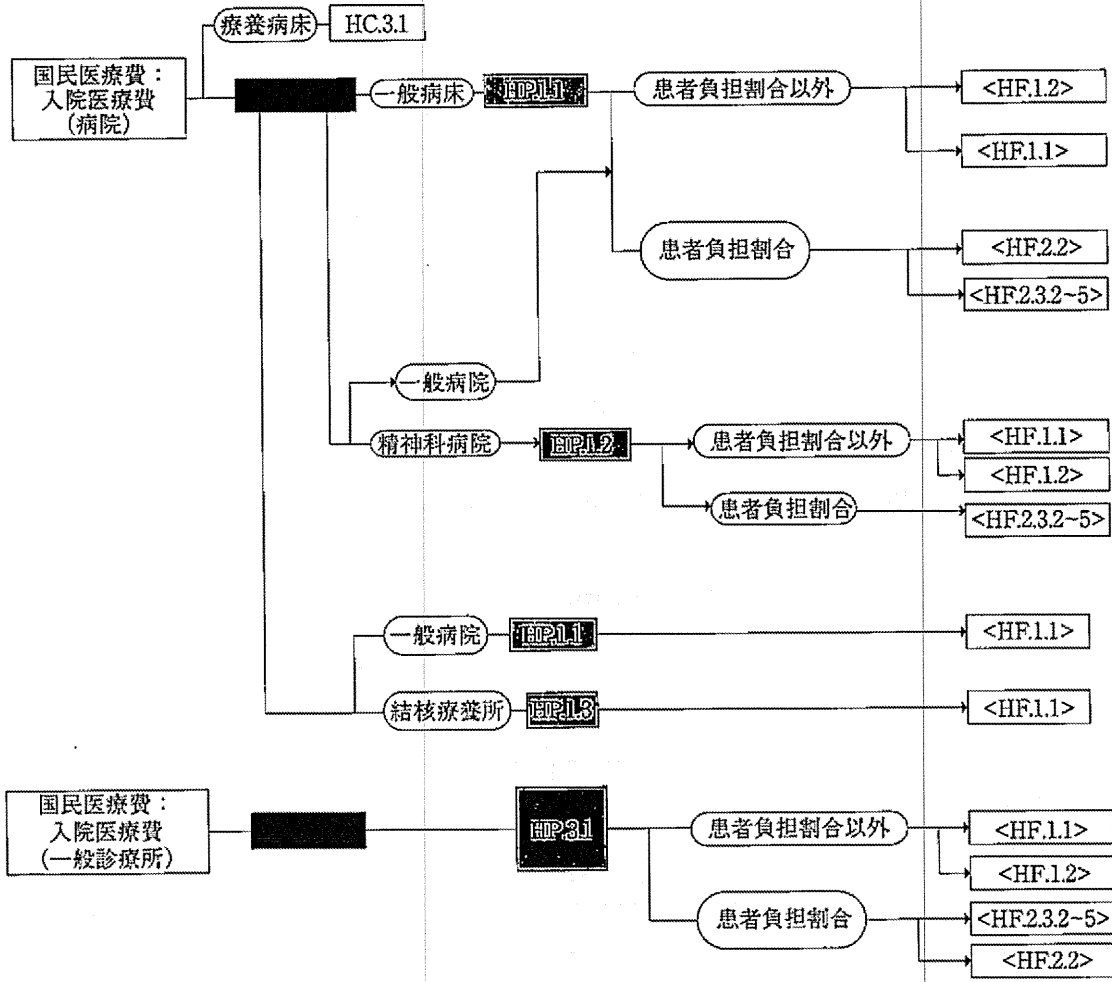 療養病床
HC.3.1
国民医療費：
入院医療費
(病院)
一般病床
HP.1.1
患者負担割合以外
<HF.1.2>
<HF.1.1>
患者負担割合
<HF.2.2>
<HF.2.3.2~5>
一般病院
精神科病院
HP.1.2
患者負担割合以外
<HF.1.1>
<HF.1.2>
患者負担割合
<HF.2.3.2~5>
一般病院
HP.1.1
<HF.1.1>
結核療養所
HP.1.3
<HF.1.1>
国民医療費：
入院医療費
(一般診療所)
HP.3.1
患者負担割合以外
<HF.1.1>
<HF.1.2>
患者負担割合
<HF.2.3.2~5>
<HF.2.2>